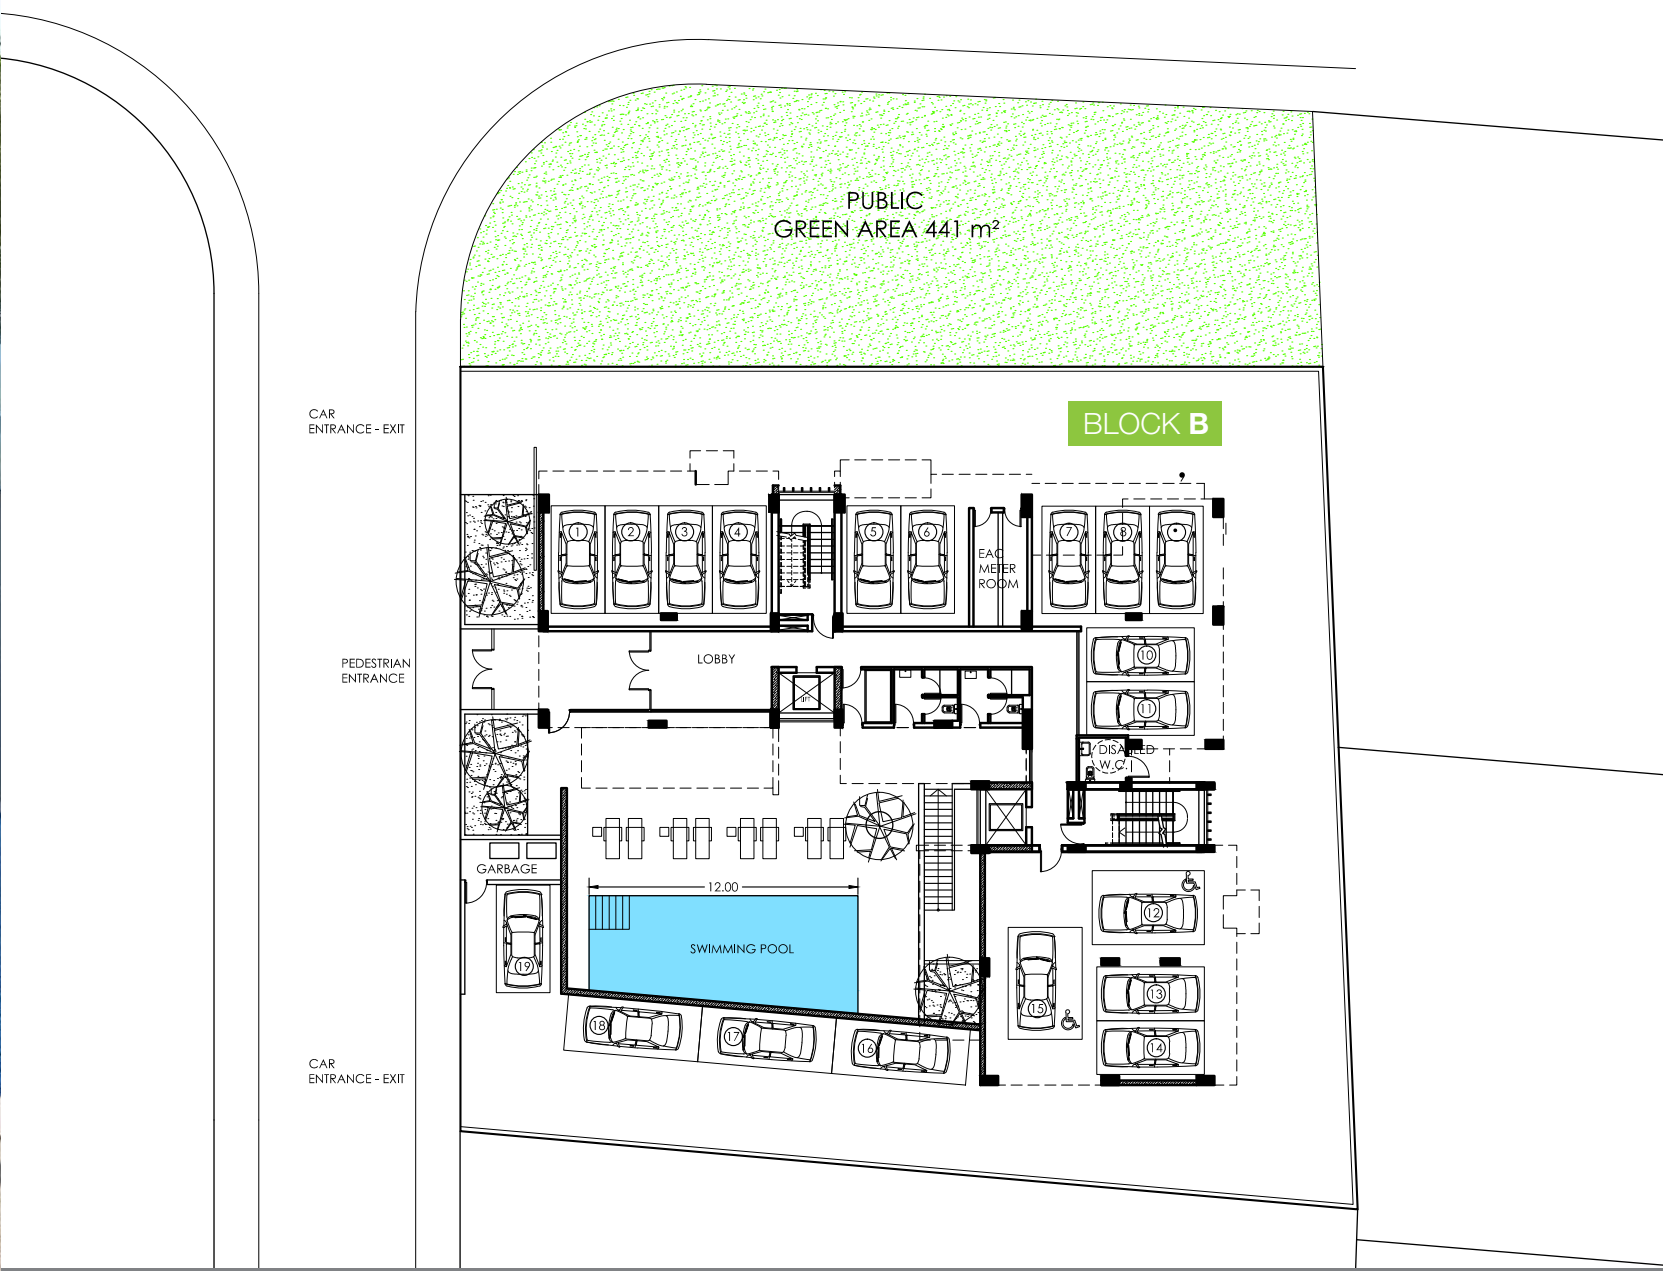 PUBLIC
GREEN AREA 441 m²
BLOCK B
CAR
ENTRANCE - EXIT
1
2
3
4
5
6
7
8
EAC
METER
ROOM
PEDESTRIAN
ENTRANCE
LOBBY
10
LIFT
11
DISABLED
W.C.
GARBAGE
12.00
12
SWIMMING POOL
19
13
15
18
17
16
14
CAR
ENTRANCE - EXIT